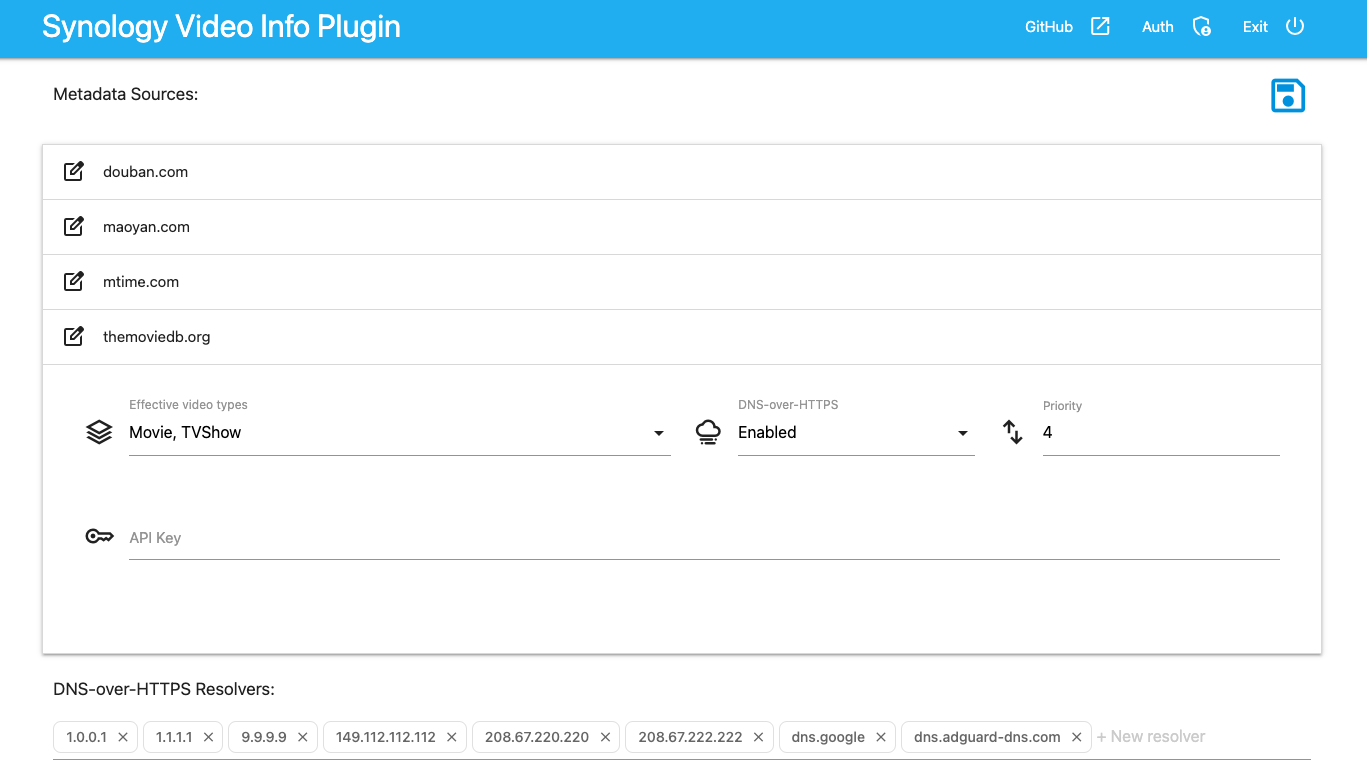 Synology Video Info Plugin GitHub Auth Exit
Metadata Sources:
douban.com
maoyan.com
mtime.com
themoviedb.org
Effective video types DNS-over-HTTPS Priority
Movie, TVShow Enabled 4
API Key
DNS-over-HTTPS Resolvers:
1.0.0.1 1.1.1.1 9.9.9.9 149.112.112.112 208.67.220.220 208.67.222.222 dns.google dns.adguard-dns.com + New resolver